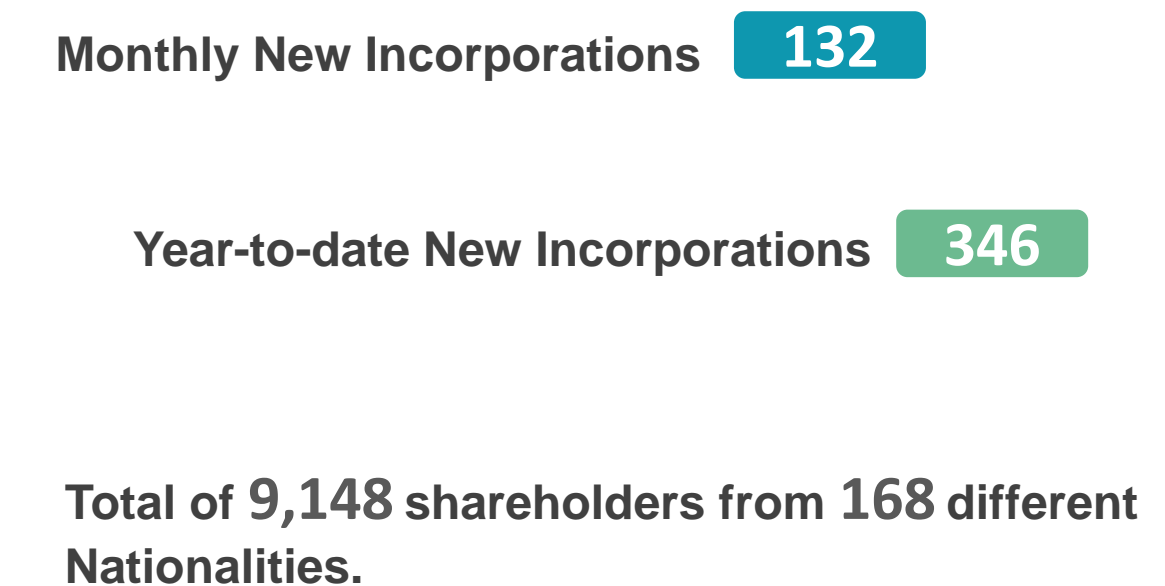 Monthly New Incorporations 132
Year-to-date New Incorporations 346
Total of 9,148 shareholders from 168 different
Nationalities.